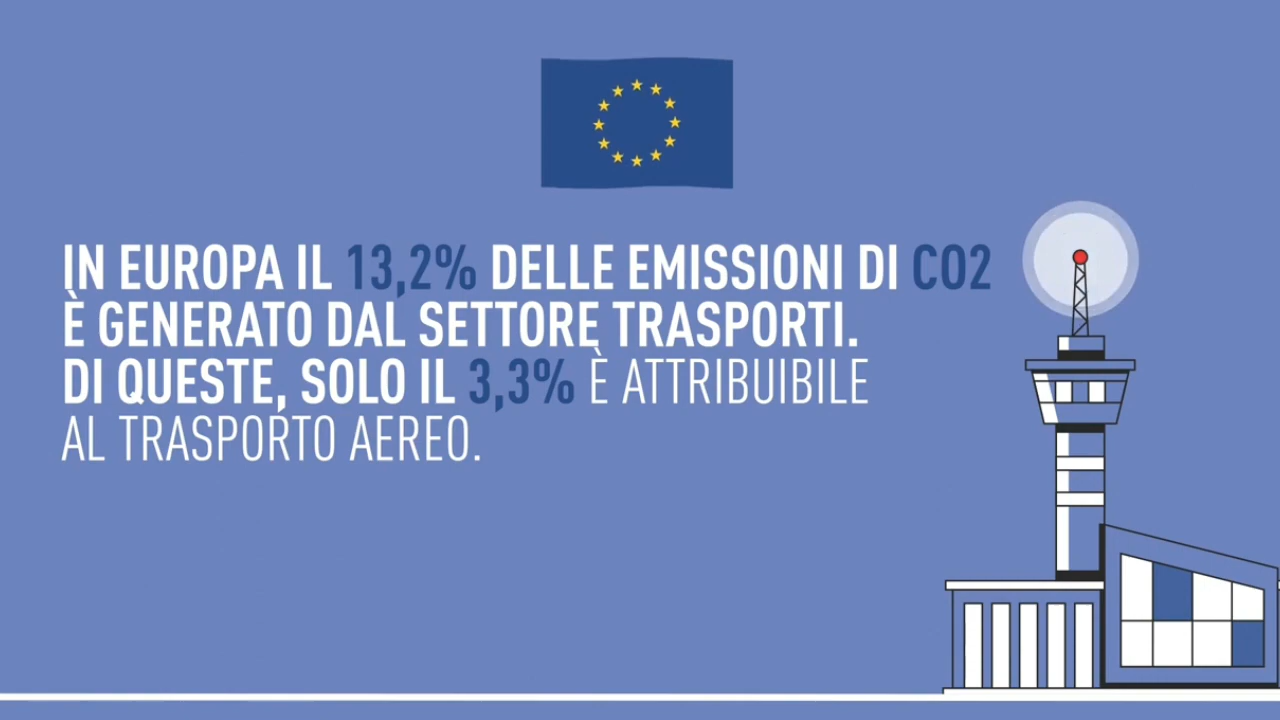 IN EUROPA IL 13,2% DELLE EMISSIONI DI CO2
È GENERATO DAL SETTORE TRASPORTI.
DI QUESTE, SOLO IL 3,3% È ATTRIBUIBILE
AL TRASPORTO AEREO.